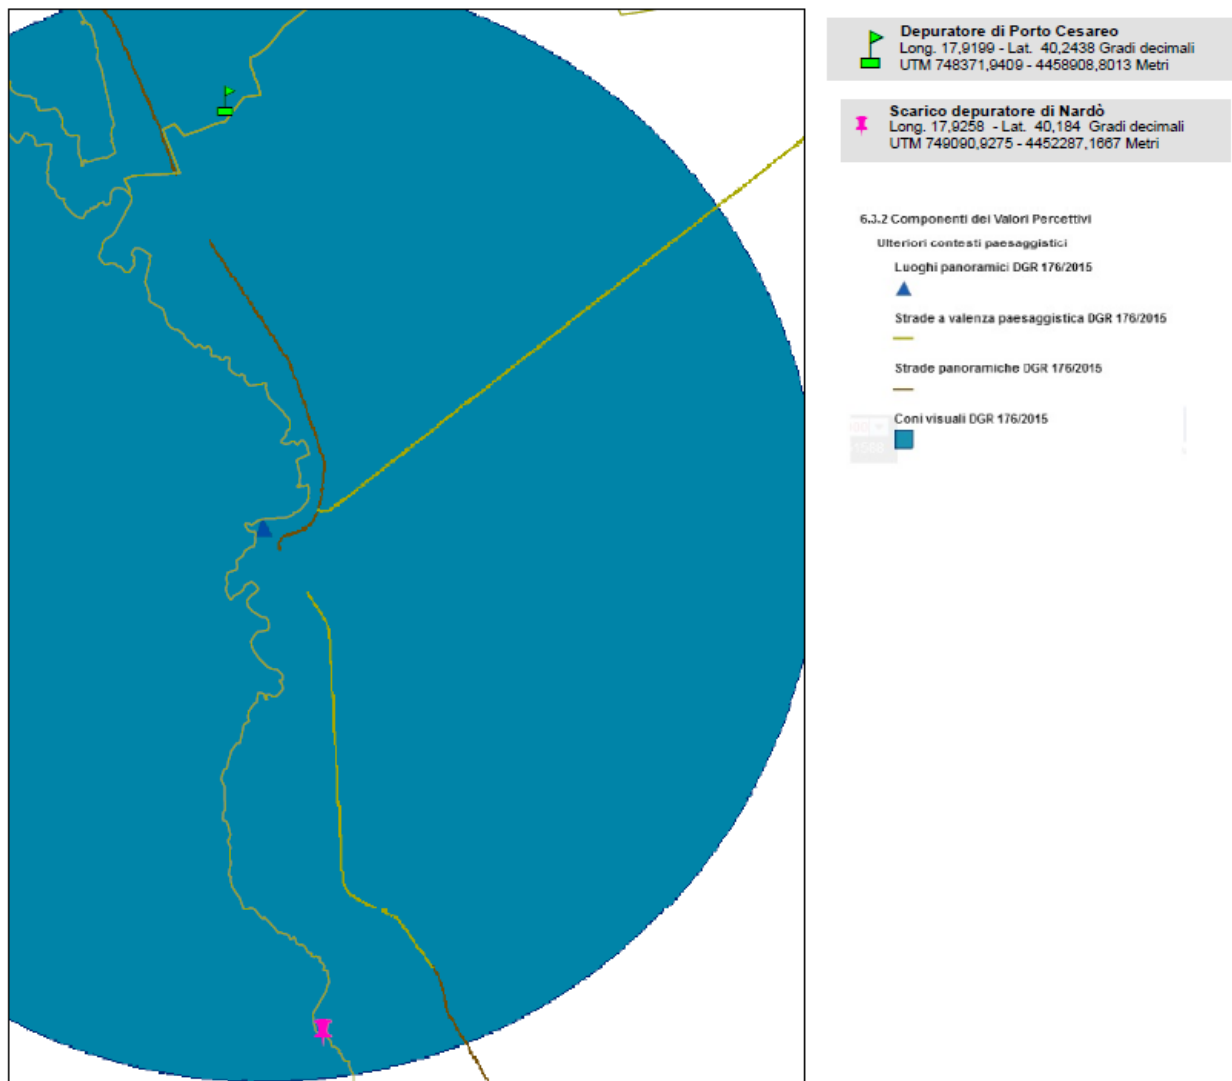 Depuratore di Porto Cesareo
Long. 17,9199 - Lat. 40,2438 Gradi decimali
UTM 748371,9409 - 4458908,8013 Metri
Scarico depuratore di Nardò
Long. 17,9258 - Lat. 40,184 Gradi decimali
UTM 749090,9275 - 4452287,1667 Metri
6.3.2 Componenti dei Valori Percettivi
Ulteriori contesti paesaggistici
Luoghi panoramici DGR 176/2015
Strade a valenza paesaggistica DGR 176/2015
Strade panoramiche DGR 176/2015
Coni visuali DGR 176/2015